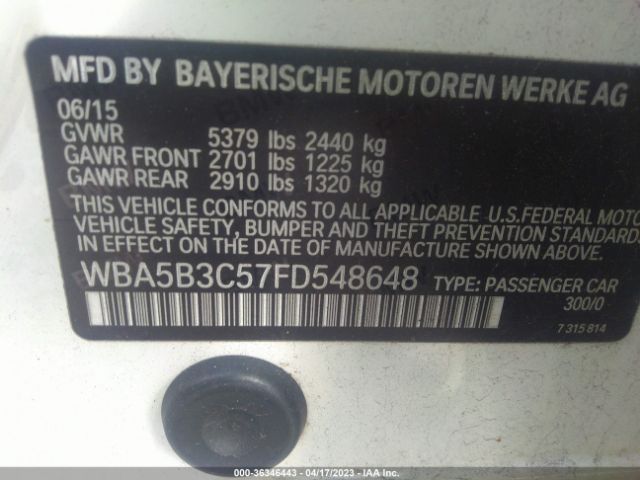 MFD BY BAYERISCHE MOTOREN WERKE AG
06/15
GVWR 5379 lbs 2440 kg
GAWR FRONT 2701 lbs 1225 kg
GAWR REAR 2910 lbs 1320 kg
THIS VEHICLE CONFORMS TO ALL APPLICABLE U.S.FEDERAL MOTO
VEHICLE SAFETY, BUMPER AND THEFT PREVENTION STANDARDS
IN EFFECT ON THE DATE OF MANUFACTURE SHOWN ABOVE.
WBA5B3C57FD548648 TYPE: PASSENGER CAR
300/0
7 315 814
000-36346443 - 04/17/2023 - IAAI.COM